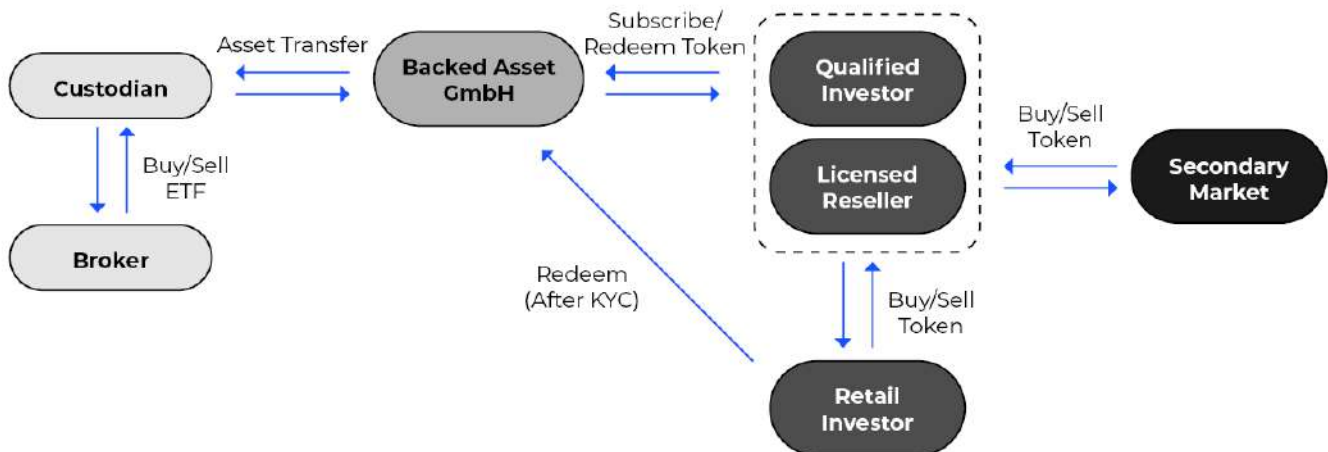 Subscribe/
Redeem Token
Asset Transfer
Custodian
Backed Asset
GmbH
Qualified
Investor
Buy/Sell
Token
Buy/Sell
ETF
Licensed
Reseller
Secondary
Market
Broker
Redeem
(After KYC)
Buy/Sell
Token
Retail
Investor